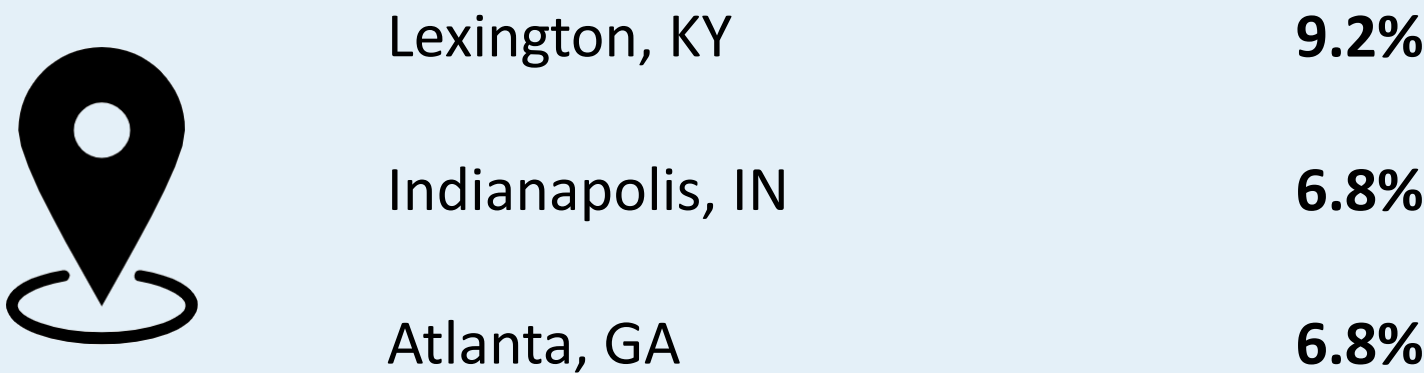 Lexington, KY 9.2%
Indianapolis, IN 6.8%
Atlanta, GA 6.8%